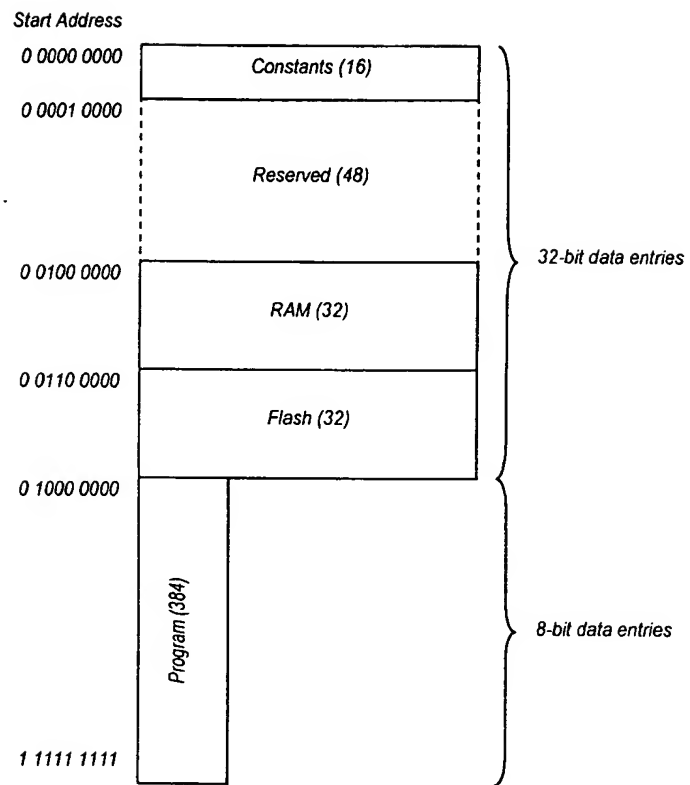 Start Address
0 0000 0000
Constants (16)
0 0001 0000
Reserved (48)
32-bit data entries
0 0100 0000
RAM (32)
0 0110 0000
Flash (32)
0 1000 0000
Program (384)
8-bit data entries
1 1111 1111